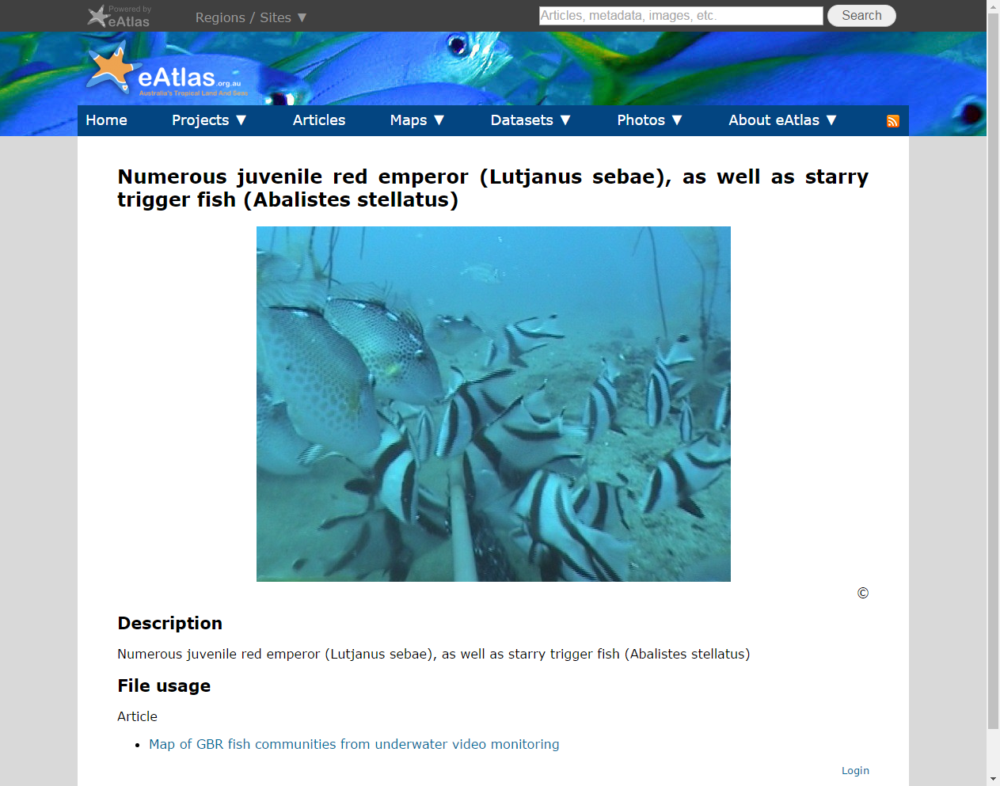 Powered by
eAtlas
Regions / Sites ▼
Articles, metadata, images, etc.
Search
eAtlas.org.au
Australia's Tropical Land And Seas
Home
Projects ▼
Articles
Maps ▼
Datasets ▼
Photos ▼
About eAtlas ▼
Numerous juvenile red emperor (Lutjanus sebae), as well as starry
trigger fish (Abalistes stellatus)
©
Description
Numerous juvenile red emperor (Lutjanus sebae), as well as starry trigger fish (Abalistes stellatus)
File usage
Article
• Map of GBR fish communities from underwater video monitoring
Login